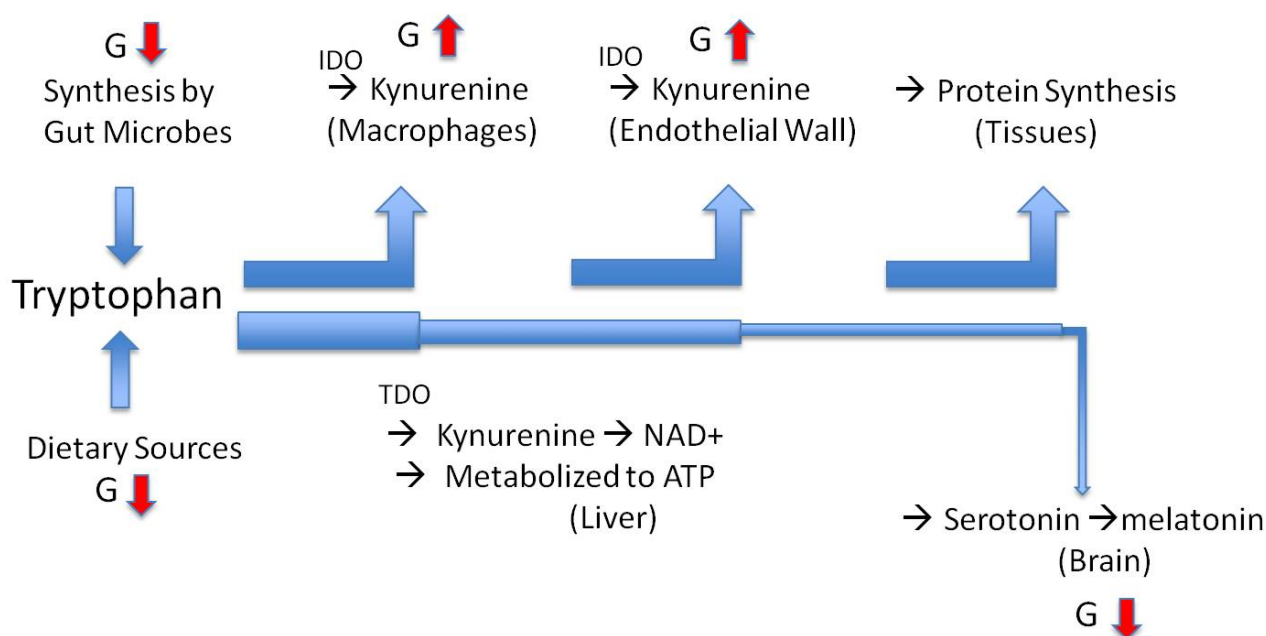 G
Synthesis by
Gut Microbes
G
IDO
→ Kynurenine
(Macrophages)
G
IDO
→ Kynurenine
(Endothelial Wall)
→ Protein Synthesis
(Tissues)
Tryptophan
Dietary Sources
G
TDO
→ Kynurenine → NAD+
→ Metabolized to ATP
(Liver)
→ Serotonin →melatonin
(Brain)
G